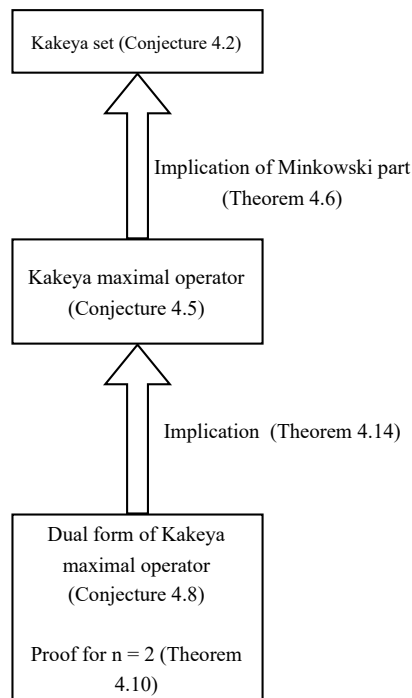 Kakeya set (Conjecture 4.2)
Implication of Minkowski part
(Theorem 4.6)
Kakeya maximal operator
(Conjecture 4.5)
Implication (Theorem 4.14)
Dual form of Kakeya
maximal operator
(Conjecture 4.8)
Proof for n = 2 (Theorem
4.10)